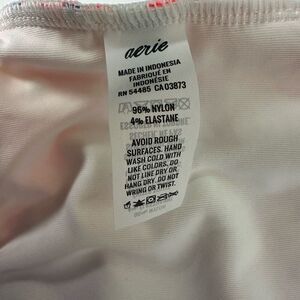 aerie
MADE IN INDONESIA
FABRIQUÉ EN
INDONÉSIE
RN 54485 CA 03873
96% NYLON
4% ELASTANE
AVOID ROUGH
SURFACES. HAND
WASH COLD WITH
LIKE COLORS. DO
NOT LINE DRY OR
HANG DRY. DO NOT
WRING OR TWIST.